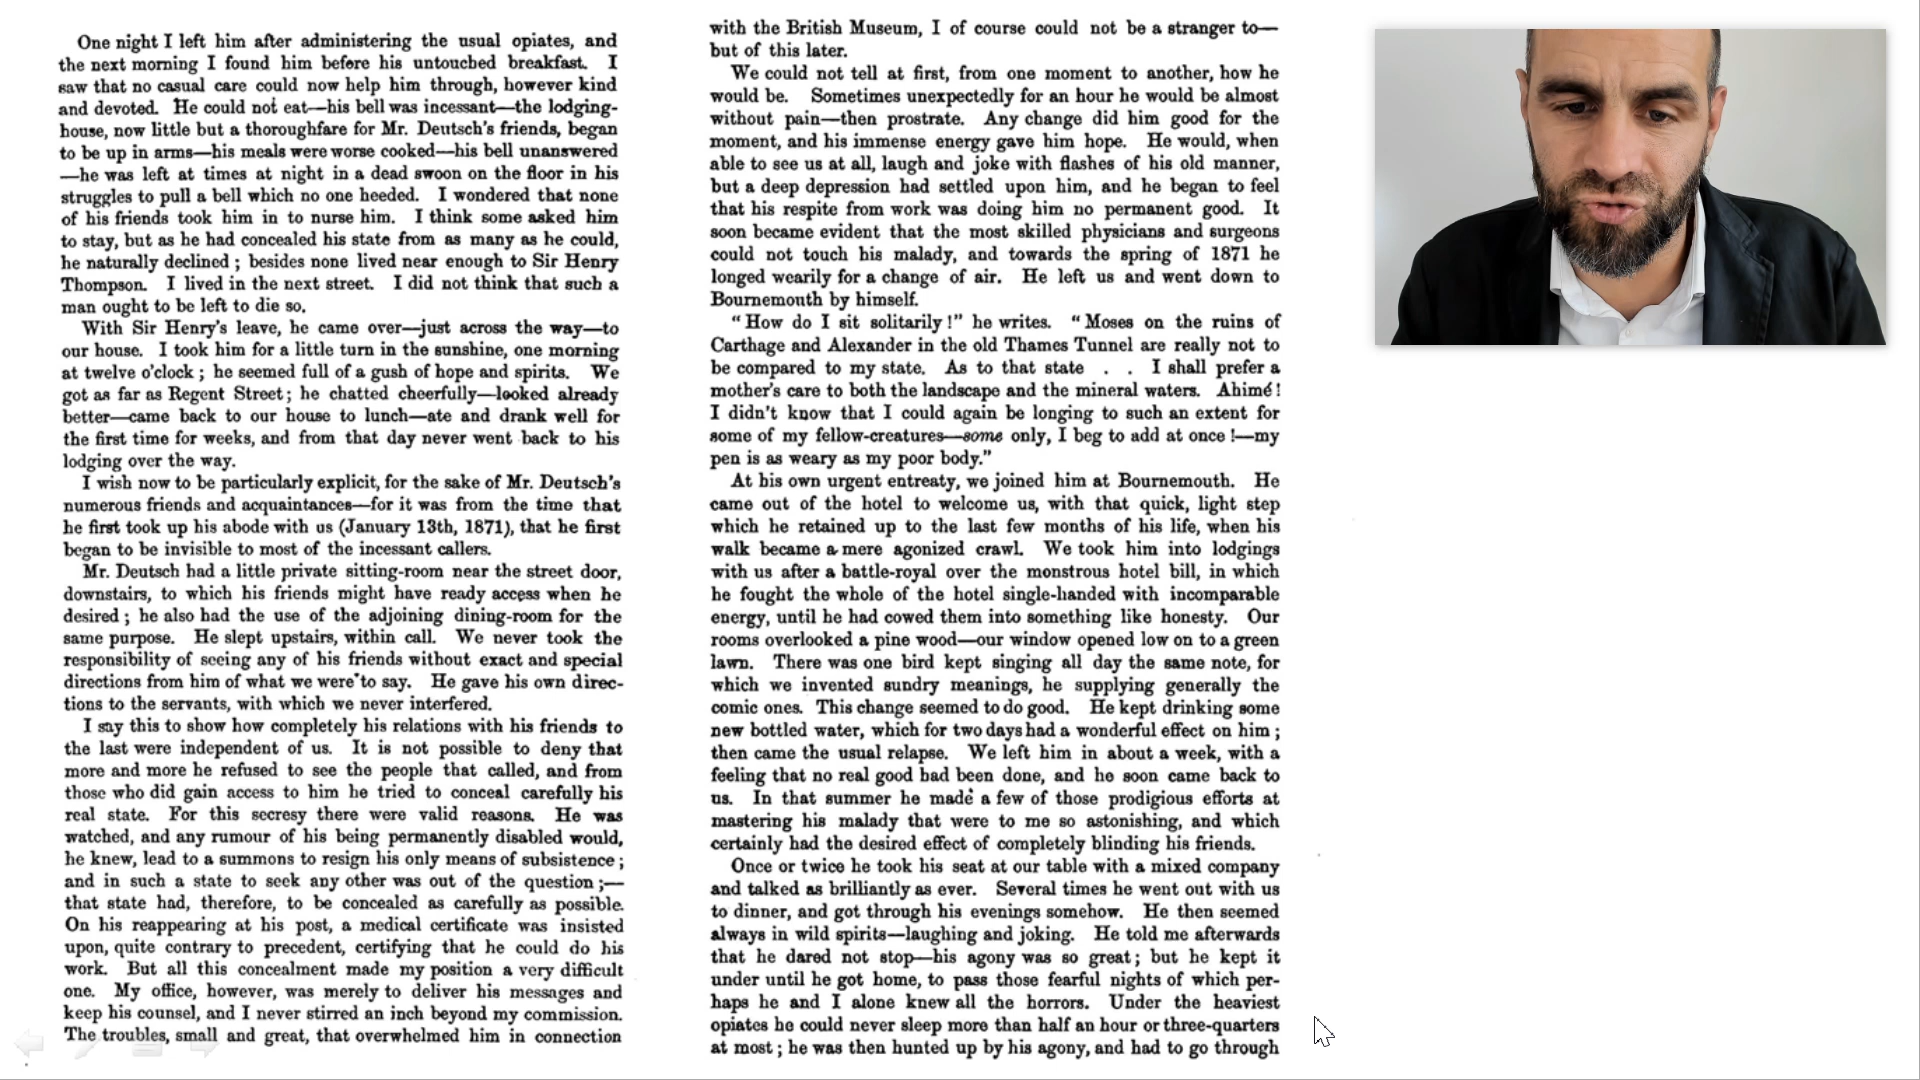 One night I left him after administering the usual opiates, and
the next morning I found him before his untouched breakfast. I
saw that no casual care could now help him through, however kind
and devoted. He could not eat—his bell was incessant—the lodging-
house, now little but a thoroughfare for Mr. Deutsch's friends, began
to be up in arms—his meals were worse cooked—his bell unanswered
—he was left at times at night in a dead swoon on the floor in his
struggles to pull a bell which no one heeded. I wondered that none
of his friends took him in to nurse him. I think some asked him
to stay, but as he had concealed his state from as many as he could,
he naturally declined ; besides none lived near enough to Sir Henry
Thompson. I lived in the next street. I did not think that such a
man ought to be left to die so.
With Sir Henry's leave, he came over—just across the way—to
our house. I took him for a little turn in the sunshine, one morning
at twelve o'clock ; he seemed full of a gush of hope and spirits. We
got as far as Regent Street ; he chatted cheerfully—looked already
better—came back to our house to lunch—ate and drank well for
the first time for weeks, and from that day never went back to his
lodging over the way.
I wish now to be particularly explicit, for the sake of Mr. Deutsch's
numerous friends and acquaintances—for it was from the time that
he first took up his abode with us (January 13th, 1871), that he first
began to be invisible to most of the incessant callers.
Mr. Deutsch had a little private sitting-room near the street door,
downstairs, to which his friends might have ready access when he
desired ; he also had the use of the adjoining dining-room for the
same purpose. He slept upstairs, within call. We never took the
responsibility of seeing any of his friends without exact and special
directions from him of what we were to say. He gave his own direc-
tions to the servants, with which we never interfered.
I say this to show how completely his relations with his friends to
the last were independent of us. It is not possible to deny that
more and more he refused to see the people that called, and from
those who did gain access to him he tried to conceal carefully his
real state. For this secresy there were valid reasons. He was
watched, and any rumour of his being permanently disabled would,
he knew, lead to a summons to resign his only means of subsistence ;
and in such a state to seek any other was out of the question ;—
that state had, therefore, to be concealed as carefully as possible.
On his reappearing at his post, a medical certificate was insisted
upon, quite contrary to precedent, certifying that he could do his
work. But all this concealment made my position a very difficult
one. My office, however, was merely to deliver his messages and
keep his counsel, and I never stirred an inch beyond my commission.
The troubles, small and great, that overwhelmed him in connection
with the British Museum, I of course could not be a stranger to—
but of this later.
We could not tell at first, from one moment to another, how he
would be. Sometimes unexpectedly for an hour he would be almost
without pain—then prostrate. Any change did him good for the
moment, and his immense energy gave him hope. He would, when
able to see us at all, laugh and joke with flashes of his old manner,
but a deep depression had settled upon him, and he began to feel
that his respite from work was doing him no permanent good. It
soon became evident that the most skilled physicians and surgeons
could not touch his malady, and towards the spring of 1871 he
longed wearily for a change of air. He left us and went down to
Bournemouth by himself.
"How do I sit solitarily !" he writes. "Moses on the ruins of
Carthage and Alexander in the old Thames Tunnel are really not to
be compared to my state. As to that state . . I shall prefer a
mother's care to both the landscape and the mineral waters. Ahimé !
I didn't know that I could again be longing to such an extent for
some of my fellow-creatures—some only, I beg to add at once !—my
pen is as weary as my poor body."
At his own urgent entreaty, we joined him at Bournemouth. He
came out of the hotel to welcome us, with that quick, light step
which he retained up to the last few months of his life, when his
walk became a mere agonized crawl. We took him into lodgings
with us after a battle-royal over the monstrous hotel bill, in which
he fought the whole of the hotel single-handed with incomparable
energy, until he had cowed them into something like honesty. Our
rooms overlooked a pine wood—our window opened low on to a green
lawn. There was one bird kept singing all day the same note, for
which we invented sundry meanings, he supplying generally the
comic ones. This change seemed to do good. He kept drinking some
new bottled water, which for two days had a wonderful effect on him ;
then came the usual relapse. We left him in about a week, with a
feeling that no real good had been done, and he soon came back to
us. In that summer he made a few of those prodigious efforts at
mastering his malady that were to me so astonishing, and which
certainly had the desired effect of completely blinding his friends.
Once or twice he took his seat at our table with a mixed company
and talked as brilliantly as ever. Several times he went out with us
to dinner, and got through his evenings somehow. He then seemed
always in wild spirits—laughing and joking. He told me afterwards
that he dared not stop—his agony was so great ; but he kept it
under until he got home, to pass those fearful nights of which per-
haps he and I alone knew all the horrors. Under the heaviest
opiates he could never sleep more than half an hour or three-quarters
at most ; he was then hunted up by his agony, and had to go through